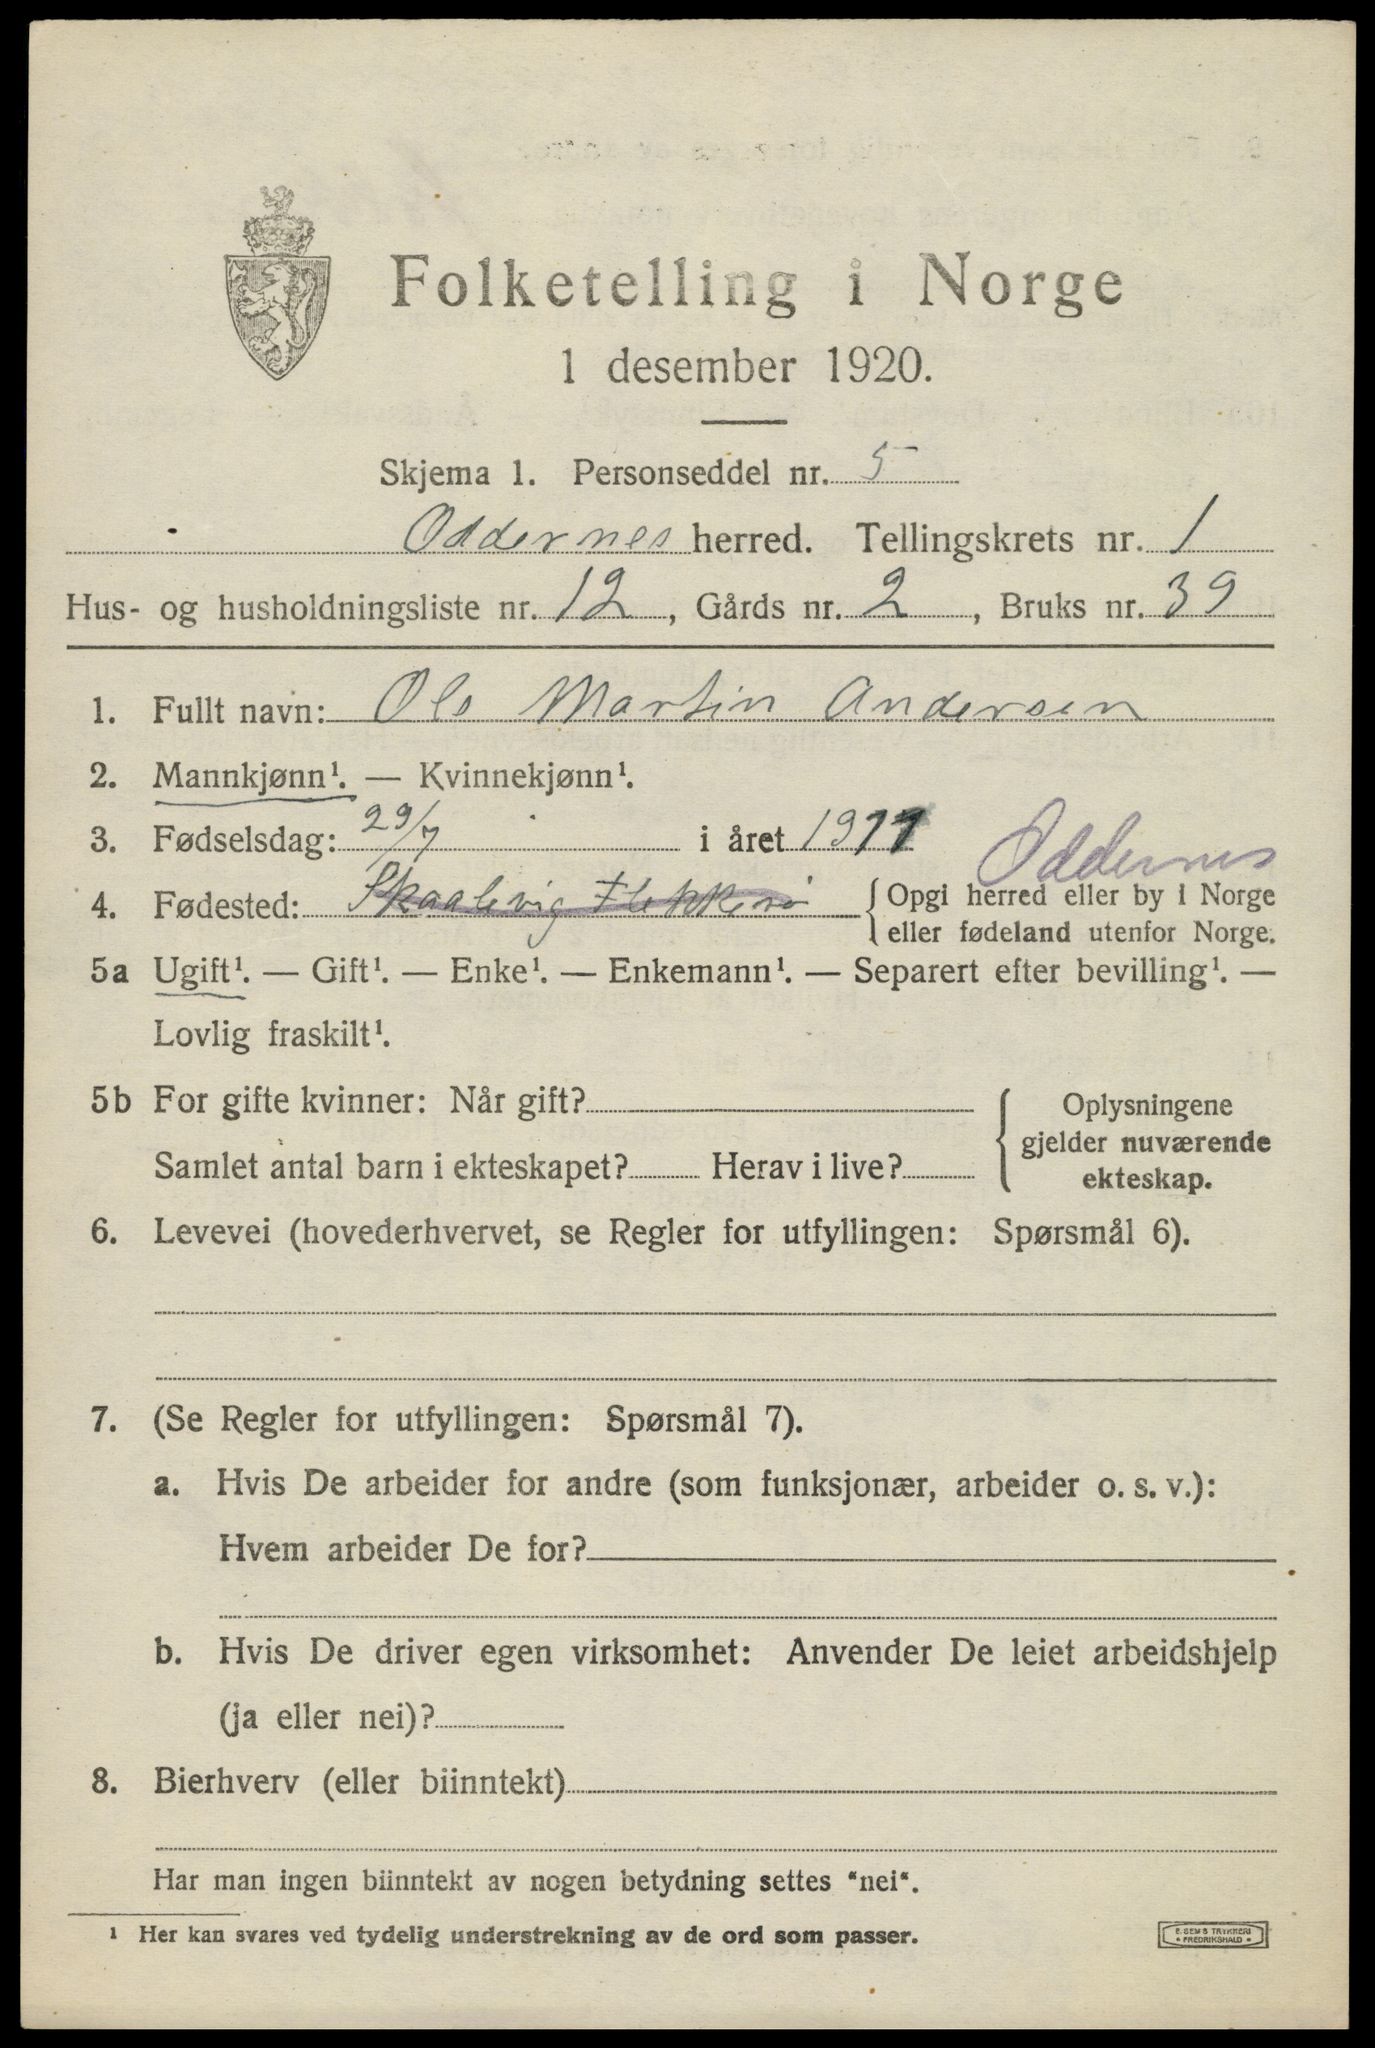 Folketelling i Norge
1 desember 1920.
Skjema 1. Personseddel nr. 5
Oddernes herred. Tellingskrets nr. 1
Hus- og husholdningsliste nr. 12, Gårds nr. 2, Bruks nr. 39
1. Fullt navn: Ole Martin Andersen
2. Mannkjønn¹. — Kvinnekjønn¹.
3. Fødselsdag: 29/7 i året 1911
Oddernes
4. Fødested: Skaalevig Flekkerö { Opgi herred eller by i Norge
eller fødeland utenfor Norge.
5a Ugift¹. — Gift¹. — Enke¹. — Enkemann¹. — Separert efter bevilling¹. —
Lovlig fraskilt¹.
5b For gifte kvinner: Når gift?
Samlet antal barn i ekteskapet? Herav i live?
{ Oplysningene
gjelder nuværende
ekteskap.
6. Levevei (hovederhvervet, se Regler for utfyllingen: Spørsmål 6).
7. (Se Regler for utfyllingen: Spørsmål 7).
a. Hvis De arbeider for andre (som funksjonær, arbeider o. s. v.):
Hvem arbeider De for?
b. Hvis De driver egen virksomhet: Anvender De leiet arbeidshjelp
(ja eller nei)?
8. Bierhverv (eller biinntekt)
Har man ingen biinntekt av nogen betydning settes "nei".
¹ Her kan svares ved tydelig understrekning av de ord som passer.
E. SEM'S TRYKKERI
FREDRIKSHALD